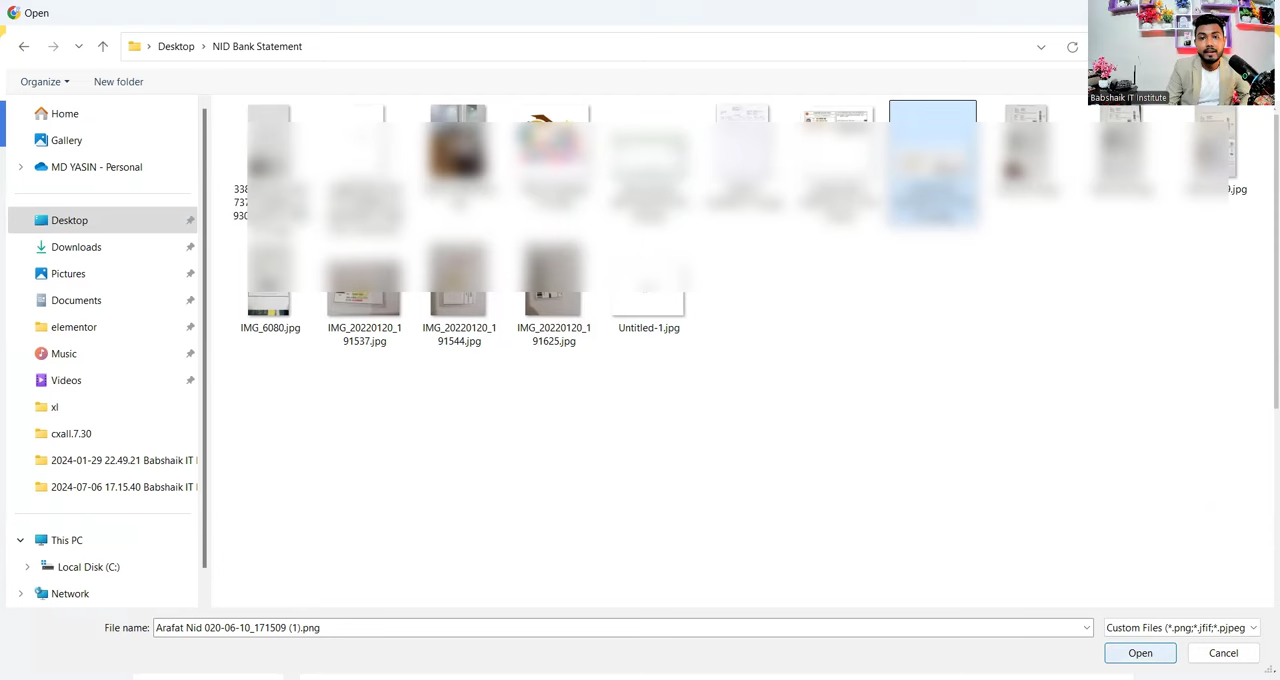 Open
Desktop
NID Bank Statement
Organize
New folder
Babshaik IT Institute
Home
Gallery
MD YASIN - Personal
Desktop
Downloads
Pictures
Documents
elementor
Music
Videos
xl
cxall.7.30
2024-01-29 22.49.21 Babshaik IT
2024-07-06 17.15.40 Babshaik IT
This PC
Local Disk (C:)
Network
338
737
930
9.jpg
IMG_6080.jpg
IMG_20220120_1
91537.jpg
IMG_20220120_1
91544.jpg
IMG_20220120_1
91625.jpg
Untitled-1.jpg
File name:
Arafat Nid 020-06-10_171509 (1).png
Custom Files (*.png;*.jfif;*.pjpeg
Open
Cancel